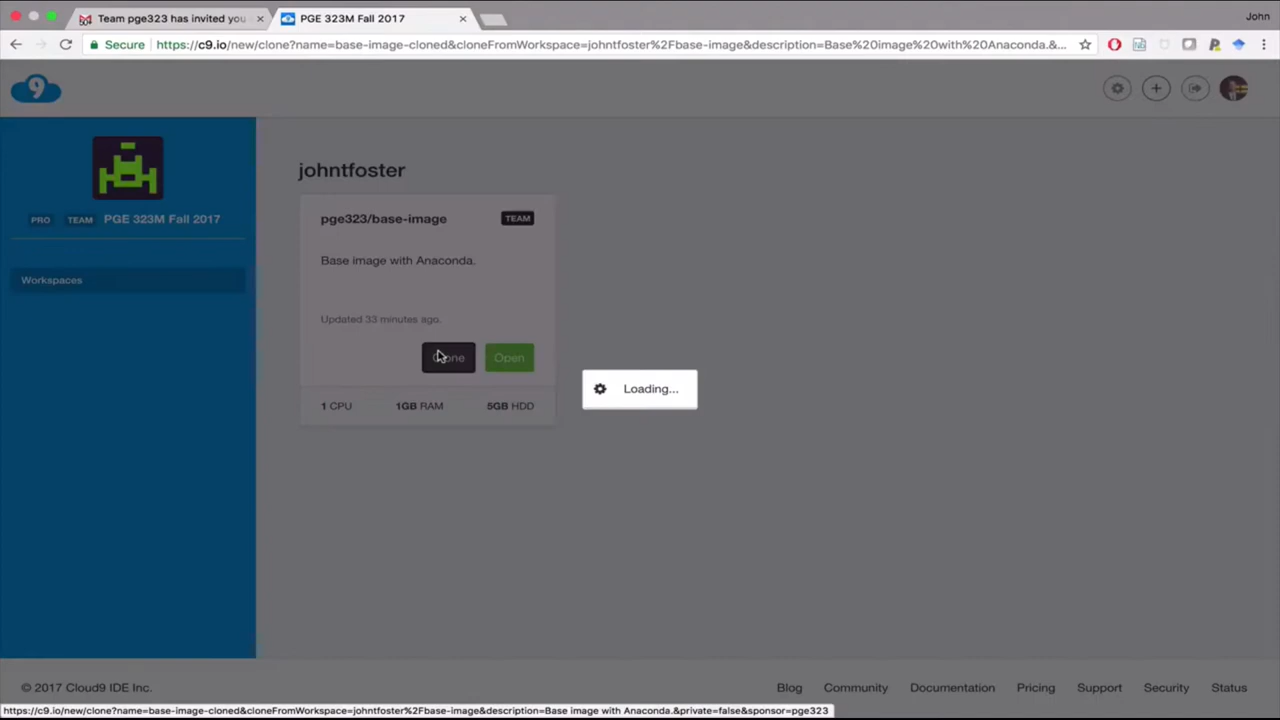 Team pge323 has invited you
PGE 323M Fall 2017
John
Secure
https://c9.io/new/clone?name=base-image-cloned&cloneFromWorkspace=johntfoster%2Fbase-image&description=Base%20image%20with%20Anaconda.&...
9
PRO TEAM PGE 323M Fall 2017
Workspaces
johntfoster
pge323/base-image TEAM
Base image with Anaconda.
Updated 33 minutes ago.
Clone Open
1 CPU 1GB RAM 5GB HDD
Loading...
© 2017 Cloud9 IDE Inc.
Blog Community Documentation Pricing Support Security Status
https://c9.io/new/clone?name=base-image-cloned&cloneFromWorkspace=johntfoster%2Fbase-image&description=Base image with Anaconda.&private=false&sponsor=pge323